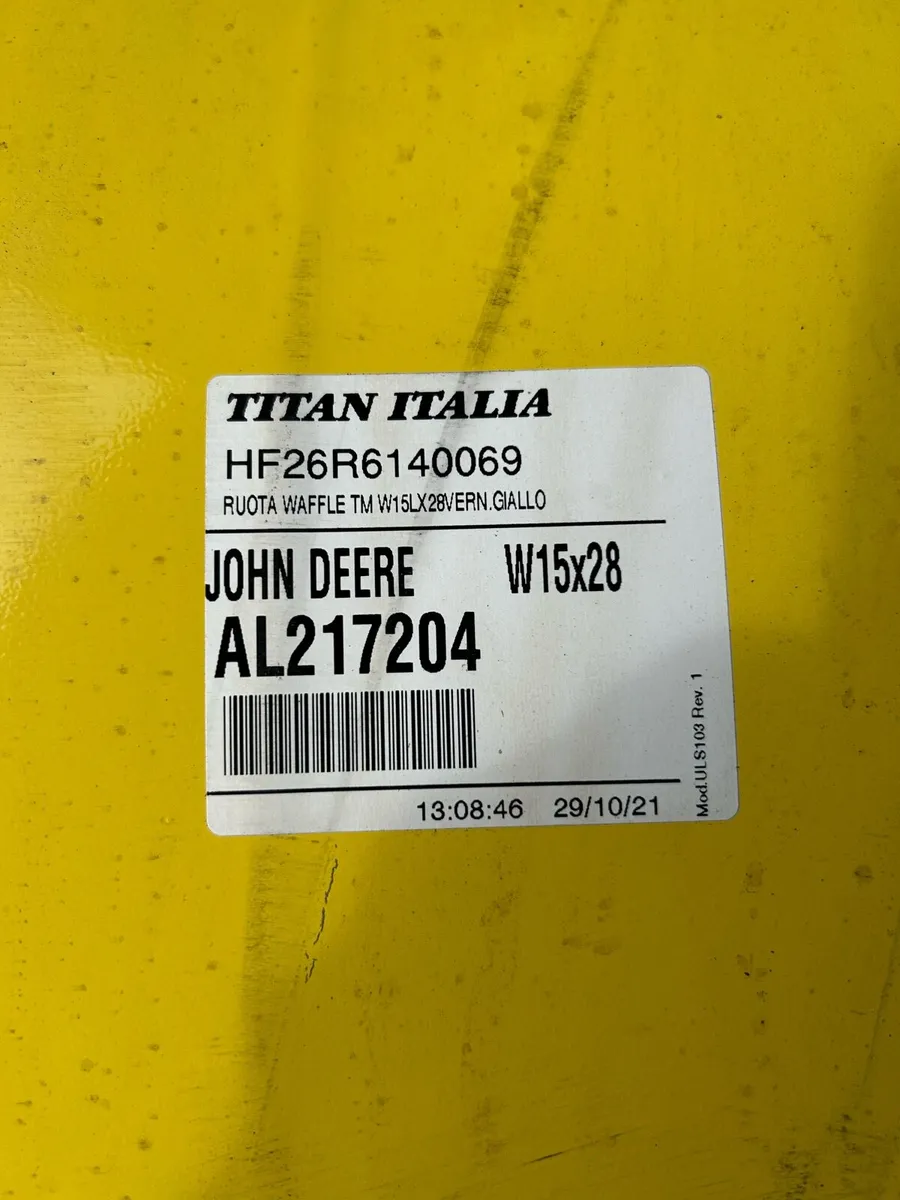 TITAN ITALIA
HF26R6140069
RUOTA WAFFLE TM W15LX28VERN.GIALLO
JOHN DEERE W15x28
AL217204
13:08:46 29/10/21
Mod.ULS103 Rev. 1